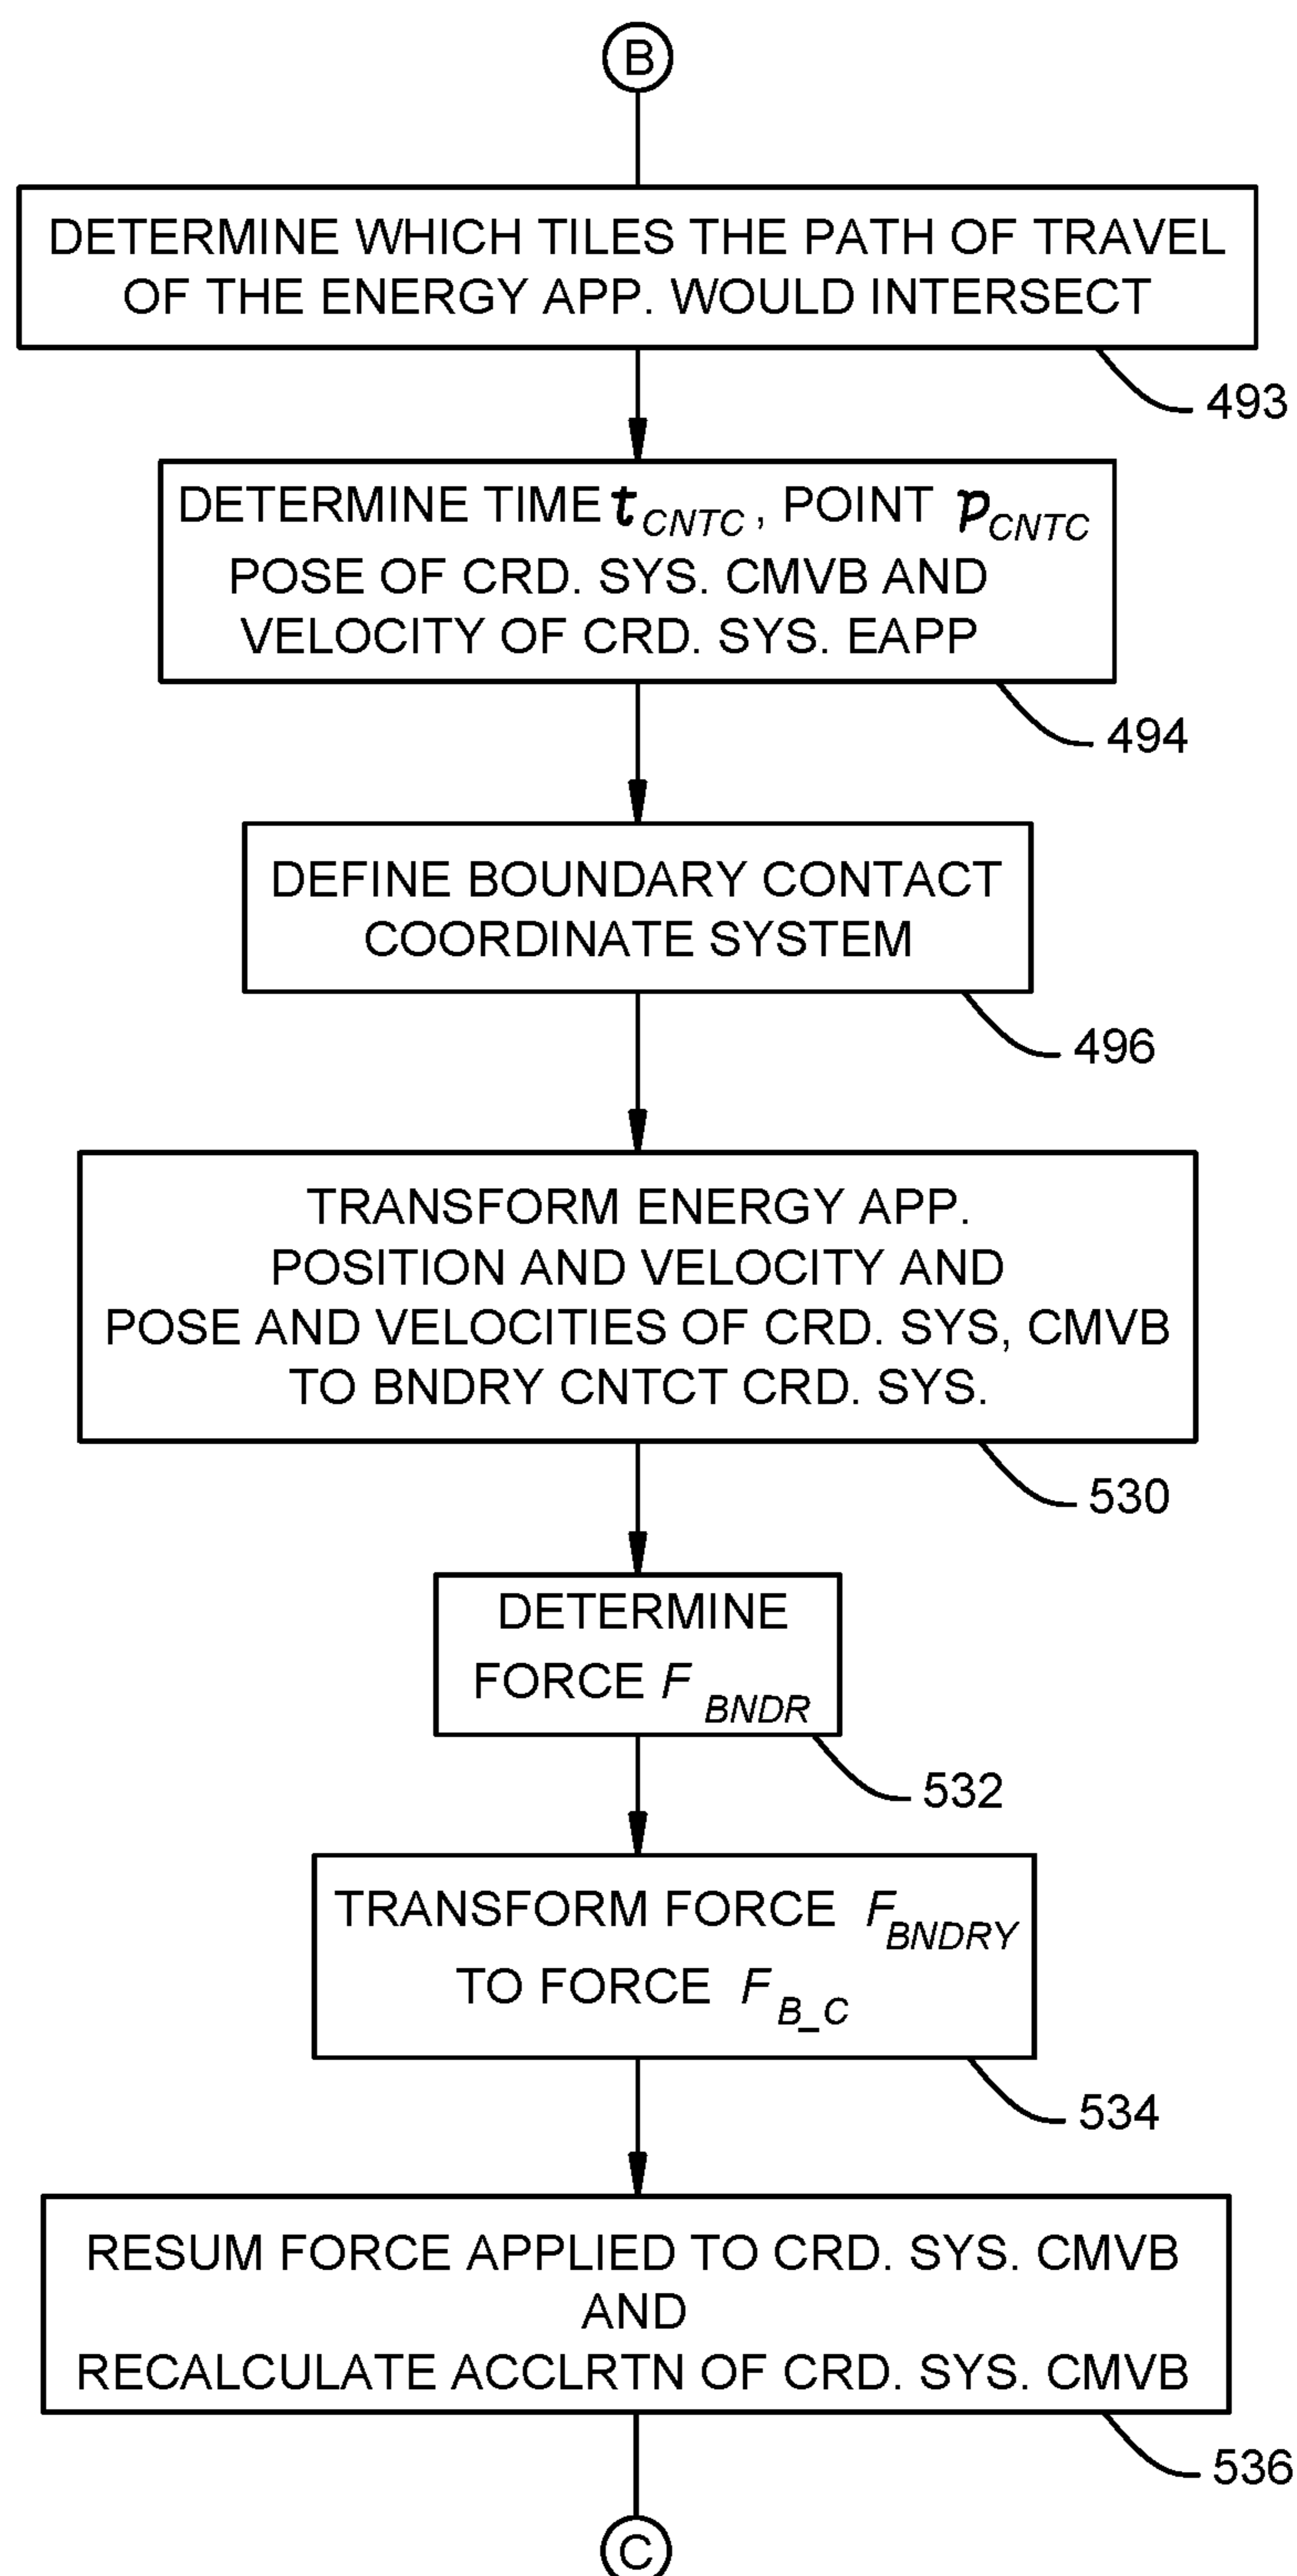 B
DETERMINE WHICH TILES THE PATH OF TRAVEL
OF THE ENERGY APP. WOULD INTERSECT
493
DETERMINE TIME t CNTC , POINT p CNTC
POSE OF CRD. SYS. CMVB AND
VELOCITY OF CRD. SYS. EAPP
494
DEFINE BOUNDARY CONTACT
COORDINATE SYSTEM
496
TRANSFORM ENERGY APP.
POSITION AND VELOCITY AND
POSE AND VELOCITIES OF CRD. SYS, CMVB
TO BNDRY CNTCT CRD. SYS.
530
DETERMINE
FORCE F BNDR
532
TRANSFORM FORCE F BNDRY
TO FORCE F B_C
534
RESUM FORCE APPLIED TO CRD. SYS. CMVB
AND
RECALCULATE ACCLRTN OF CRD. SYS. CMVB
536
C